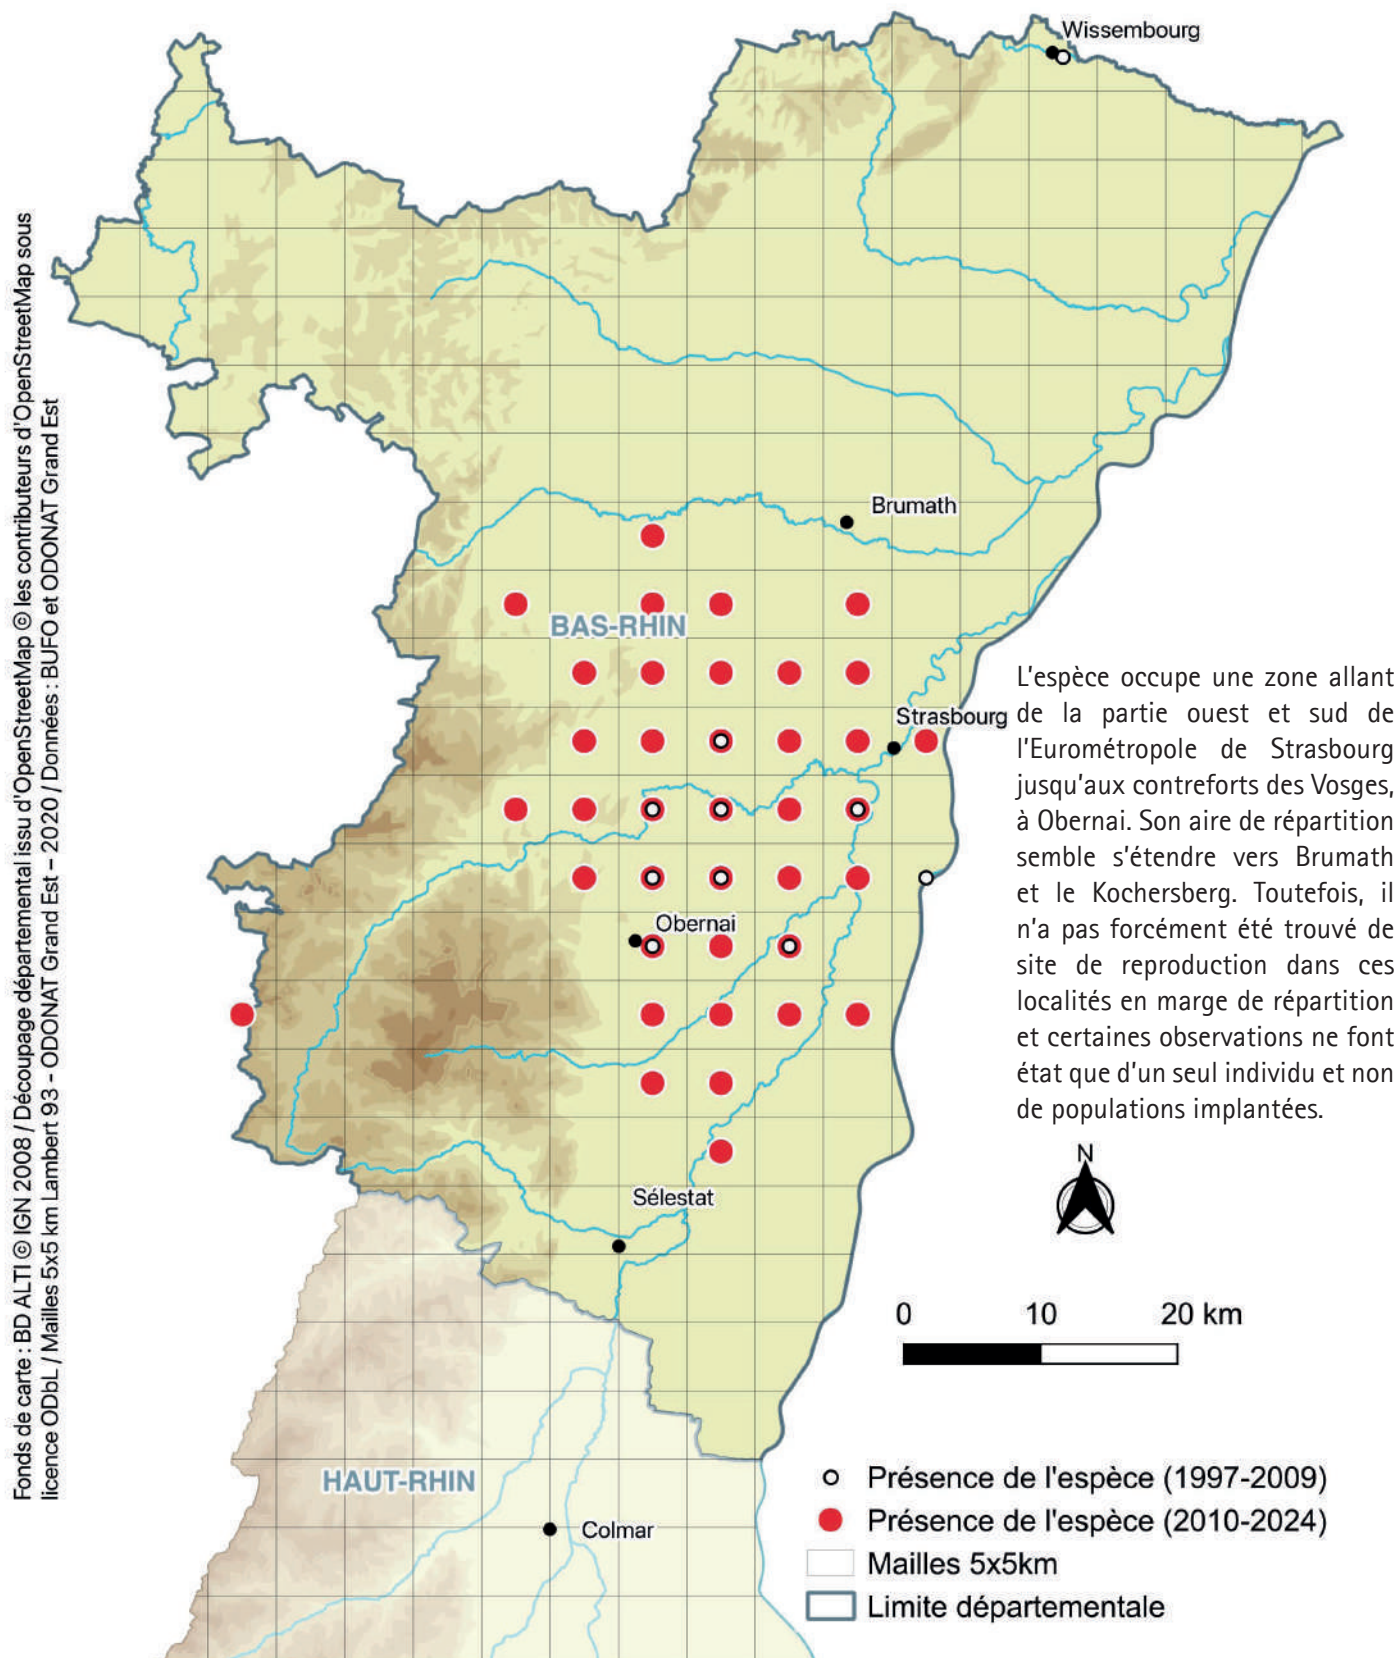 Wissembourg
Brumath
BAS-RHIN
Strasbourg
Obernai
Sélestat
HAUT-RHIN
Colmar
L'espèce occupe une zone allant
de la partie ouest et sud de
l'Eurométropole de Strasbourg
jusqu'aux contreforts des Vosges,
à Obernai. Son aire de répartition
semble s'étendre vers Brumath
et le Kochersberg. Toutefois, il
n'a pas forcément été trouvé de
site de reproduction dans ces
localités en marge de répartition
et certaines observations ne font
état que d'un seul individu et non
de populations implantées.
N
0 10 20 km
Présence de l'espèce (1997-2009)
Présence de l'espèce (2010-2024)
Mailles 5x5km
Limite départementale
Fonds de carte : BD ALTI © IGN 2008 / Découpage départemental issu d'OpenStreetMap © les contributeurs d'OpenStreetMap sous
licence ODbL / Mailles 5x5 km Lambert 93 - ODONAT Grand Est - 2020 / Données : BUFO et ODONAT Grand Est